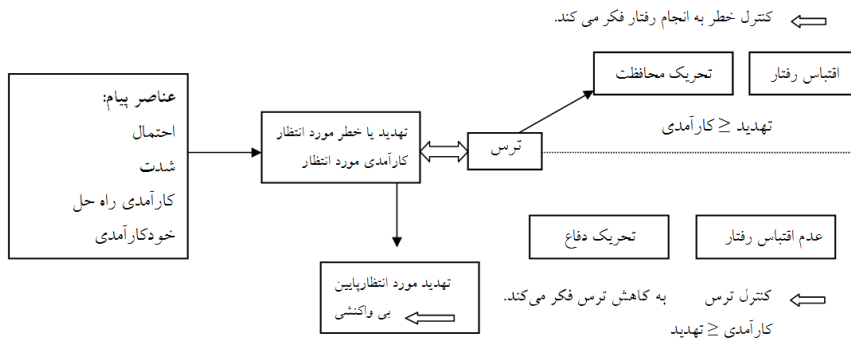 کنترل خطر به انجام رفتار فکر می کند.
اقتباس رفتار
تحریک محافظت
تهدید ≥ کارآمدی
عناصر پیام:
احتمال
شدت
کارآمدی راه حل
خودکارآمدی
تهدید یا خطر مورد انتظار
کارآمدی مورد انتظار
ترس
عدم اقتباس رفتار
تحریک دفاع
تهدید مورد انتظارپایین
بی واکنشی
کنترل ترس به کاهش ترس فکر می‌کند.
کارآمدی ≥ تهدید